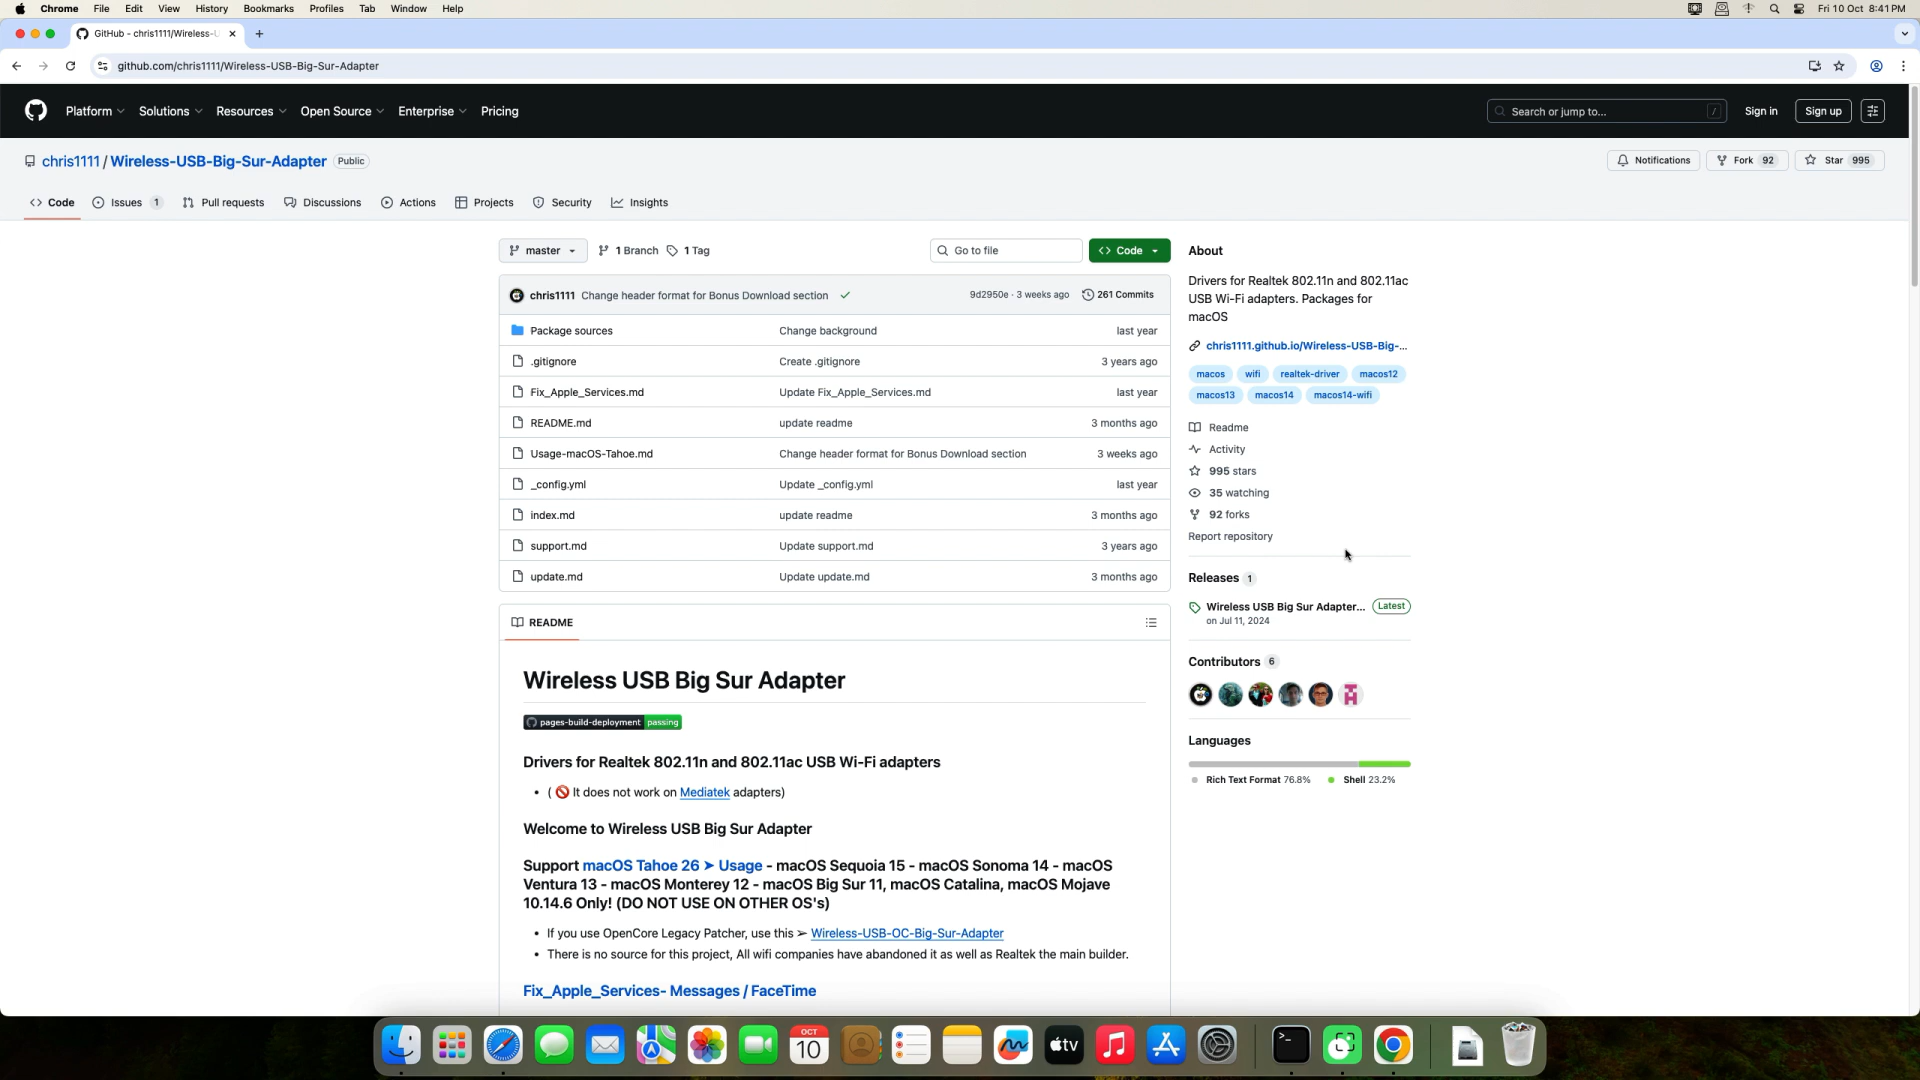 Chrome File Edit View History Bookmarks Profiles Tab Window Help Fri 10 Oct 8:41 PM
GitHub - chris1111/Wireless-U
github.com/chris1111/Wireless-USB-Big-Sur-Adapter
Platform Solutions Resources Open Source Enterprise Pricing Search or jump to... / Sign in Sign up
chris1111 / Wireless-USB-Big-Sur-Adapter Public Notifications Fork 92 Star 995
Code Issues 1 Pull requests Discussions Actions Projects Security Insights
master 1 Branch 1 Tag Go to file Code
chris1111 Change header format for Bonus Download section 9d2950e · 3 weeks ago 261 Commits
Package sources Change background last year
.gitignore Create .gitignore 3 years ago
Fix_Apple_Services.md Update Fix_Apple_Services.md last year
README.md update readme 3 months ago
Usage-macOS-Tahoe.md Change header format for Bonus Download section 3 weeks ago
_config.yml Update _config.yml last year
index.md update readme 3 months ago
support.md Update support.md 3 years ago
update.md Update update.md 3 months ago
README
Wireless USB Big Sur Adapter
pages-build-deployment passing
Drivers for Realtek 802.11n and 802.11ac USB Wi-Fi adapters
• ( 🚫 It does not work on Mediatek adapters)
Welcome to Wireless USB Big Sur Adapter
Support macOS Tahoe 26 ➤ Usage - macOS Sequoia 15 - macOS Sonoma 14 - macOS
Ventura 13 - macOS Monterey 12 - macOS Big Sur 11, macOS Catalina, macOS Mojave
10.14.6 Only! (DO NOT USE ON OTHER OS's)
• If you use OpenCore Legacy Patcher, use this ➢ Wireless-USB-OC-Big-Sur-Adapter
• There is no source for this project, All wifi companies have abandoned it as well as Realtek the main builder.
Fix_Apple_Services- Messages / FaceTime
About
Drivers for Realtek 802.11n and 802.11ac
USB Wi-Fi adapters. Packages for
macOS
chris1111.github.io/Wireless-USB-Big-...
macos wifi realtek-driver macos12
macos13 macos14 macos14-wifi
Readme
Activity
995 stars
35 watching
92 forks
Report repository
Releases 1
Wireless USB Big Sur Adapter... Latest
on Jul 11, 2024
Contributors 6
Languages
Rich Text Format 76.8% Shell 23.2%
OCT
10
tv